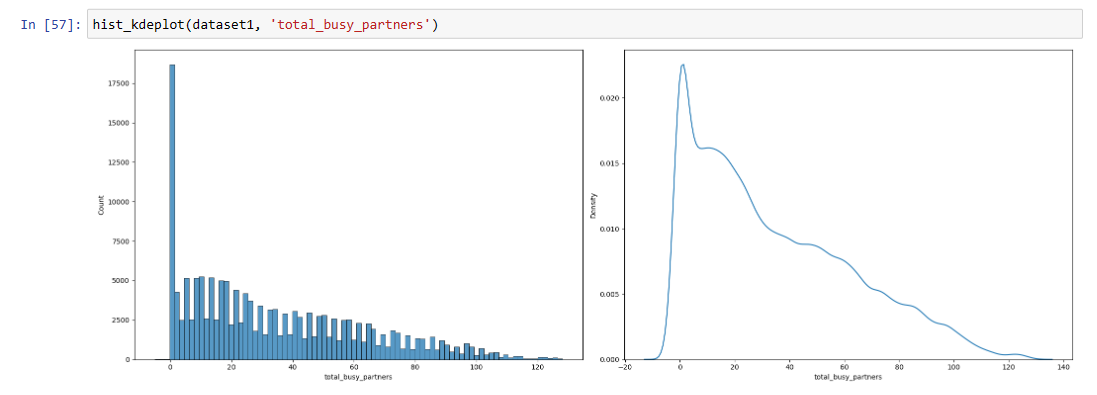 In [57]: hist_kdeplot(dataset1, 'total_busy_partners')
17500
15000
12500
10000
7500
5000
2500
0
Count
0 20 40 60 80 100 120
total_busy_partners
0.020
0.015
0.010
0.005
0.000
Density
−20 0 20 40 60 80 100 120 140
total_busy_partners